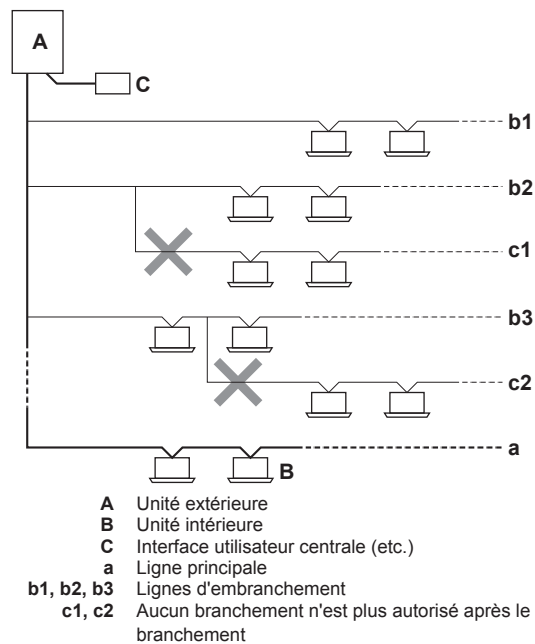 A
C
b1
b2
c1
b3
c2
a
B
A Unité extérieure
B Unité intérieure
C Interface utilisateur centrale (etc.)
a Ligne principale
b1, b2, b3 Lignes d'embranchement
c1, c2 Aucun branchement n'est plus autorisé après le
branchement